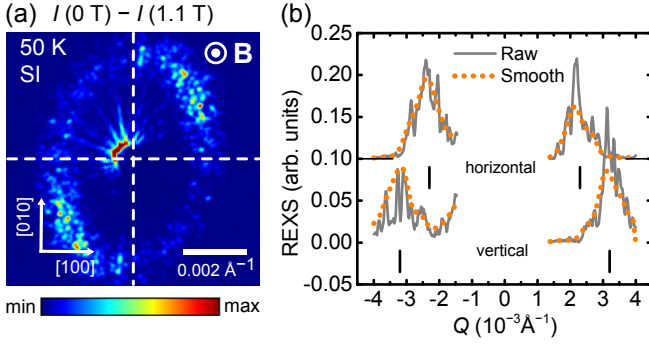 (a) I (0 T) − I (1.1 T)
50 K
SI
B
[010]
[100]
0.002 Å⁻¹
min
max
(b)
Raw
Smooth
horizontal
vertical
REXS (arb. units)
0.25
0.20
0.15
0.10
0.05
0.00
-0.05
-4 -3 -2 -1 0 1 2 3 4
Q (10⁻³Å⁻¹)